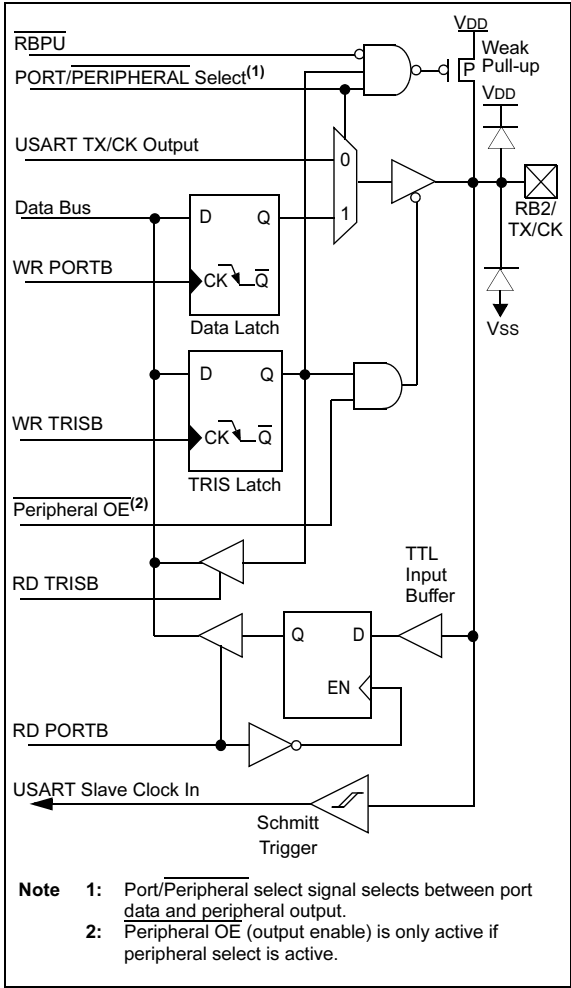 VDD
RBPU
Weak
Pull-up
P
PORT/PERIPHERAL Select(1)
VDD
USART TX/CK Output
0
1
RB2/
TX/CK
Data Bus
D
Q
WR PORTB
CK
Q
Data Latch
VSS
D
Q
WR TRISB
CK
Q
TRIS Latch
Peripheral OE(2)
RD TRISB
TTL
Input
Buffer
Q
D
EN
RD PORTB
USART Slave Clock In
Schmitt
Trigger
Note 1: Port/Peripheral select signal selects between port
data and peripheral output.
2: Peripheral OE (output enable) is only active if
peripheral select is active.